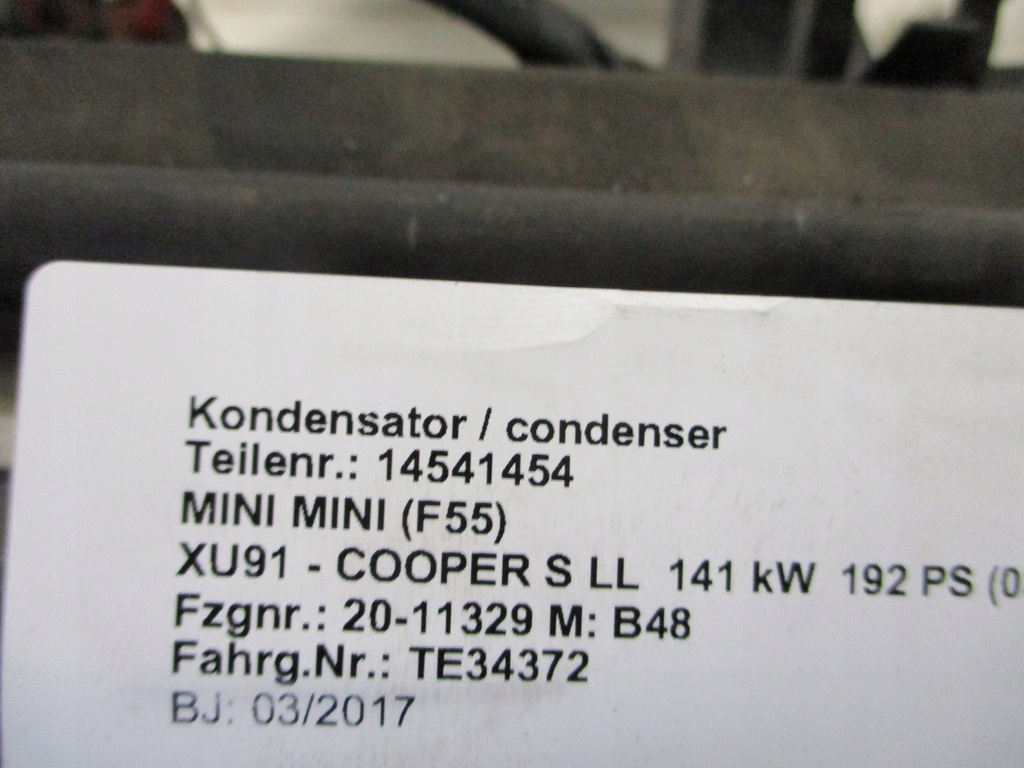 Kondensator / condenser
Teilenr.: 14541454
MINI MINI (F55)
XU91 - COOPER S LL 141 kW 192 PS (0
Fzgnr.: 20-11329 M: B48
Fahrg.Nr.: TE34372
BJ: 03/2017